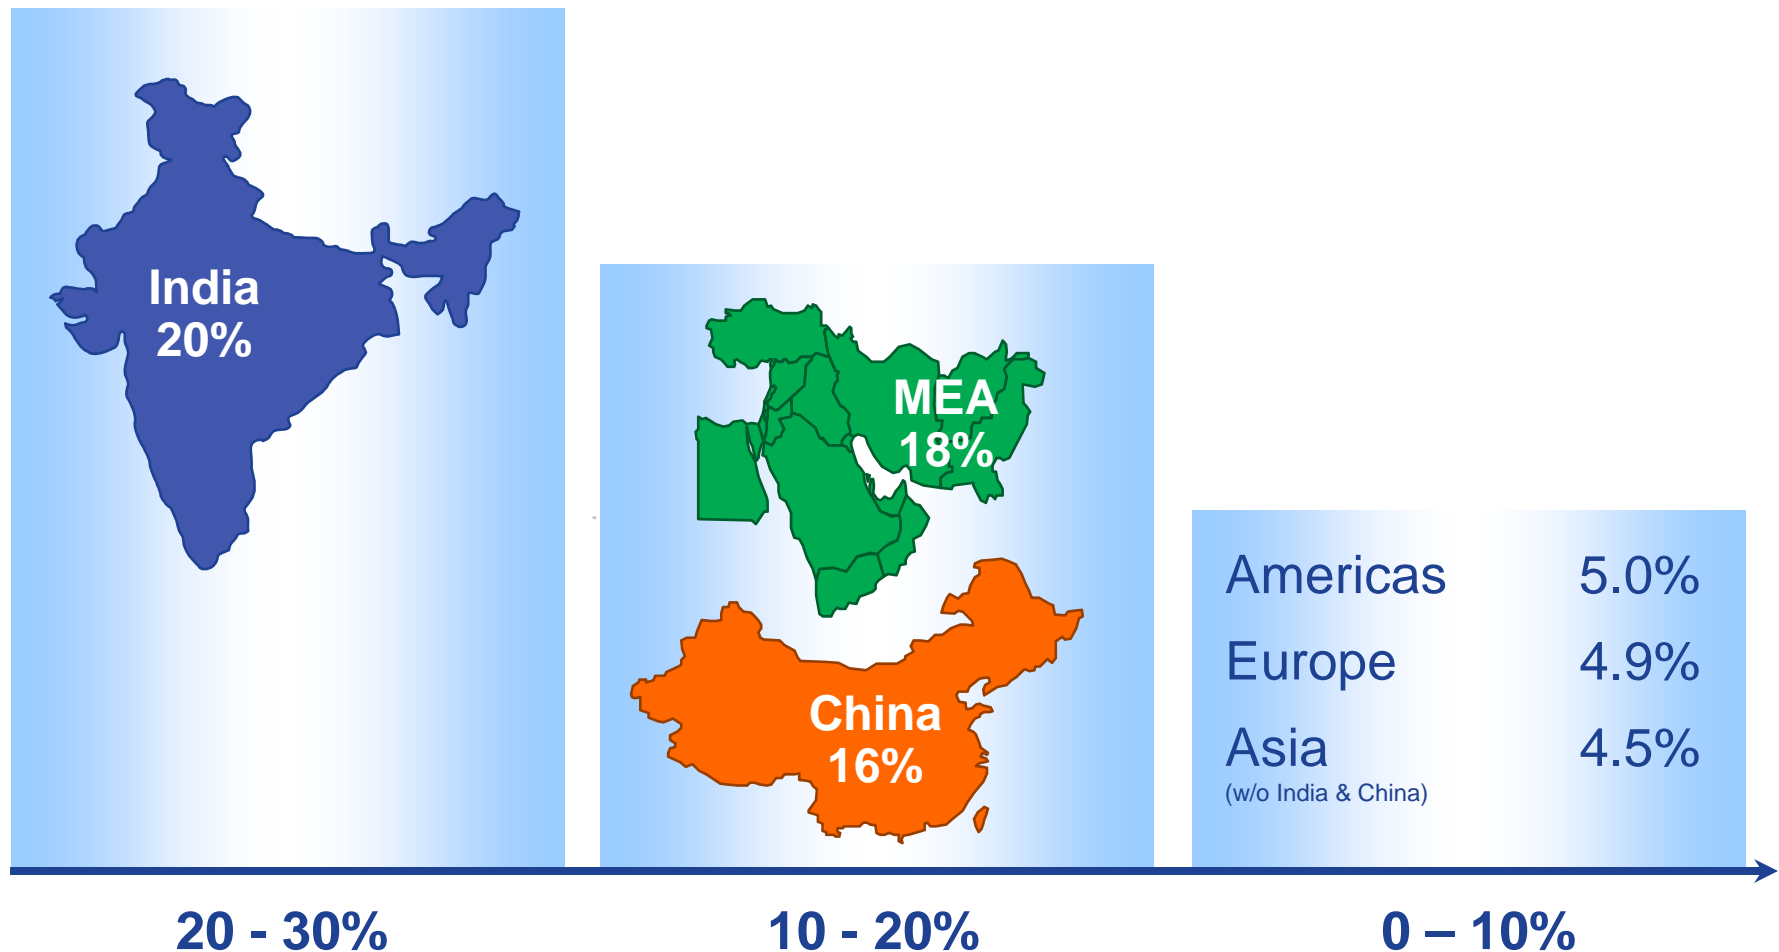 India
20%
MEA
18%
China
16%
Americas 5.0%
Europe 4.9%
Asia 4.5%
(w/o India & China)
20 - 30%
10 - 20%
0 – 10%